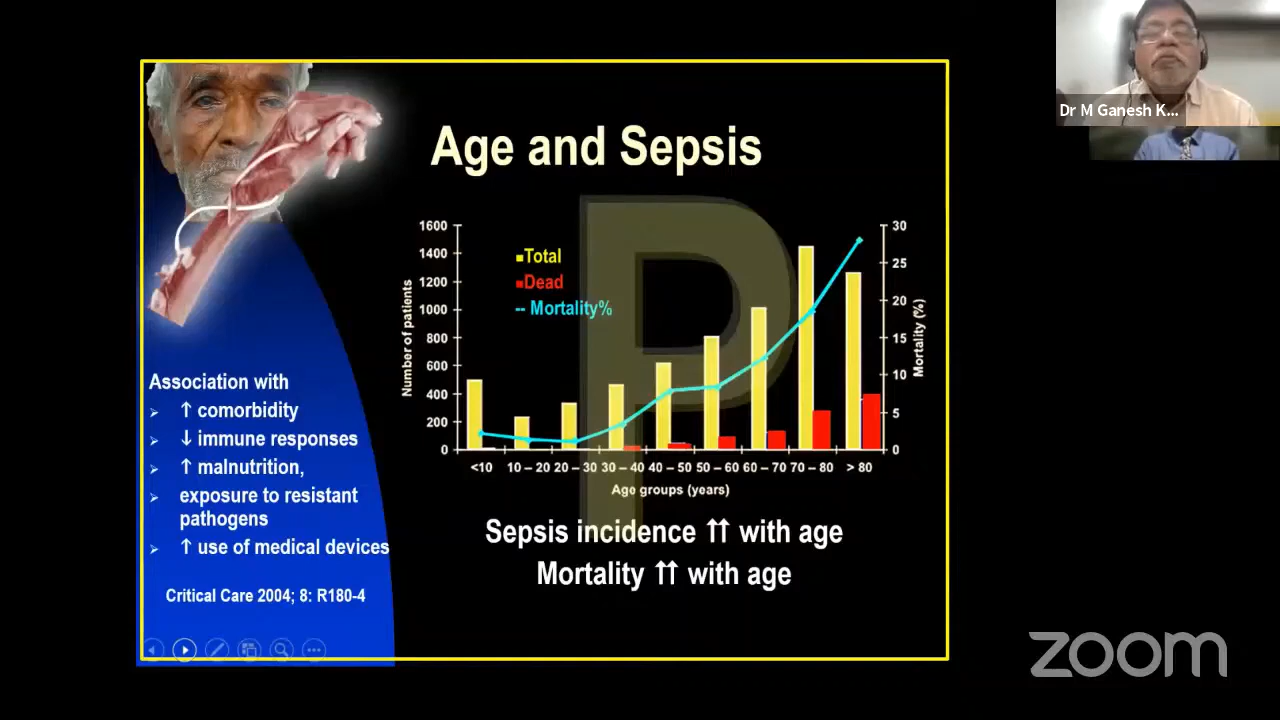 Dr M Ganesh K...
Age and Sepsis
1600
1400
1200
1000
800
600
400
200
0
Number of patients
Total
Dead
-- Mortality%
30
25
20
15
10
5
0
Mortality (%)
<10 10 – 20 20 – 30 30 – 40 40 – 50 50 – 60 60 – 70 70 – 80 > 80
Age groups (years)
Association with
↑ comorbidity
↓ immune responses
↑ malnutrition,
exposure to resistant
pathogens
↑ use of medical devices
Critical Care 2004; 8: R180-4
Sepsis incidence ⇈ with age
Mortality ⇈ with age
P
zoom